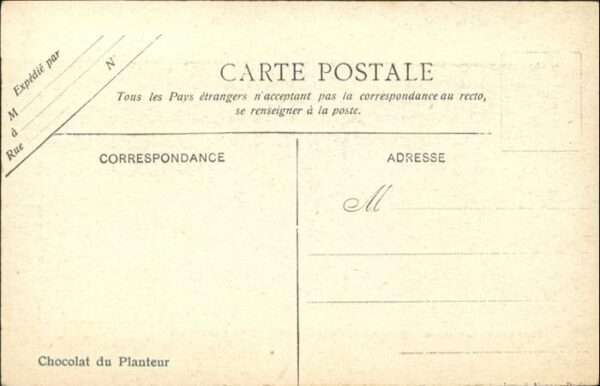 Expédié par
M
à
Rue N°
CARTE POSTALE
Tous les Pays étrangers n'acceptant pas la correspondance au recto,
se renseigner à la poste.
CORRESPONDANCE
ADRESSE
M
Chocolat du Planteur